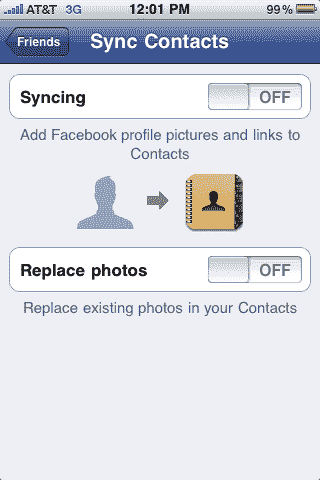 AT&T 3G 12:01 PM 99%
Friends Sync Contacts
Syncing OFF
Add Facebook profile pictures and links to
Contacts
Replace photos OFF
Replace existing photos in your Contacts